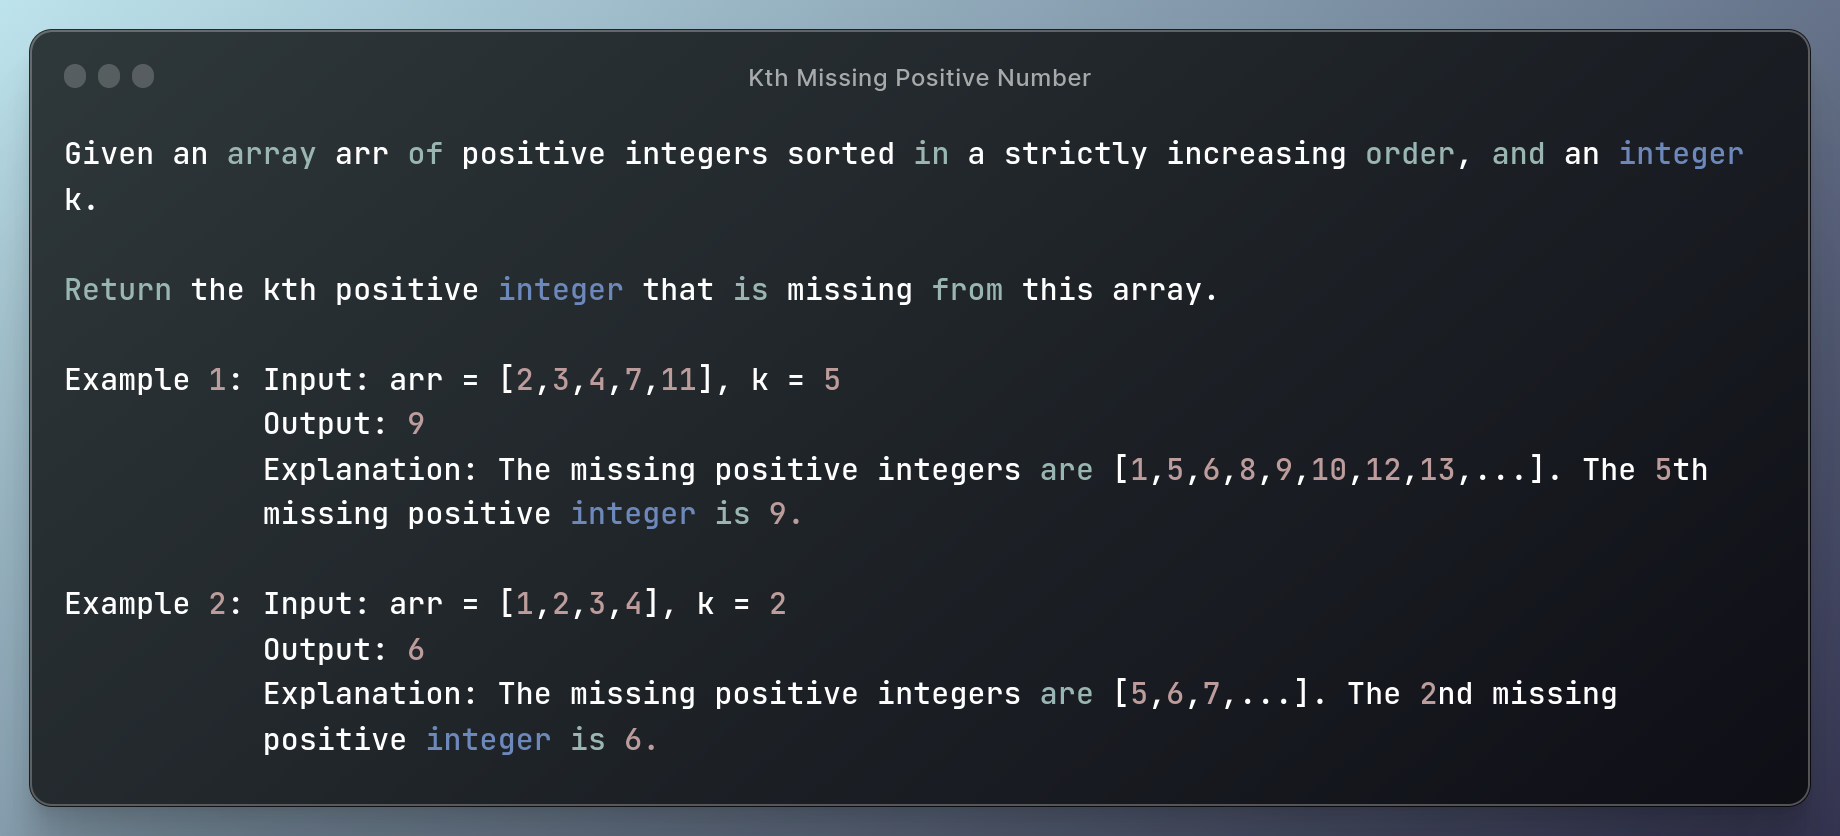 Kth Missing Positive Number
Given an array arr of positive integers sorted in a strictly increasing order, and an integer
k.
Return the kth positive integer that is missing from this array.
Example 1: Input: arr = [2,3,4,7,11], k = 5
Output: 9
Explanation: The missing positive integers are [1,5,6,8,9,10,12,13,...]. The 5th
missing positive integer is 9.
Example 2: Input: arr = [1,2,3,4], k = 2
Output: 6
Explanation: The missing positive integers are [5,6,7,...]. The 2nd missing
positive integer is 6.